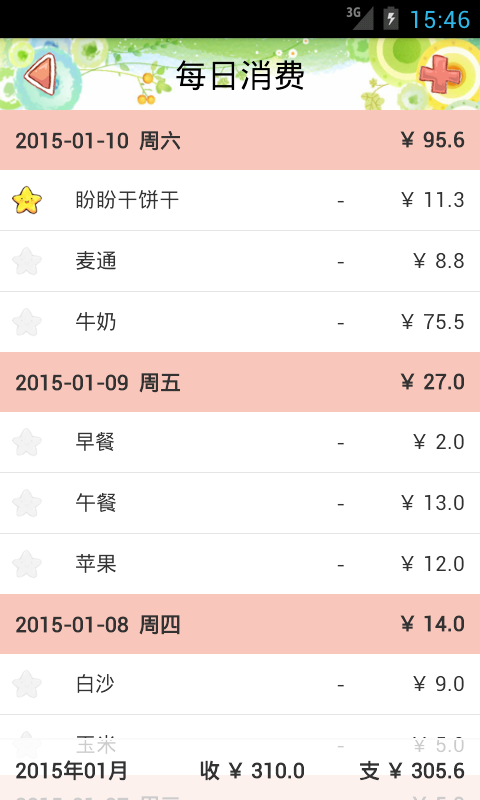 3G 15:46
每日消费
2015-01-10 周六 ¥ 95.6
盼盼干饼干 - ¥ 11.3
麦通 - ¥ 8.8
牛奶 - ¥ 75.5
2015-01-09 周五 ¥ 27.0
早餐 - ¥ 2.0
午餐 - ¥ 13.0
苹果 - ¥ 12.0
2015-01-08 周四 ¥ 14.0
白沙 - ¥ 9.0
玉米 - ¥ 5.0
2015年01月 收 ¥ 310.0 支 ¥ 305.6